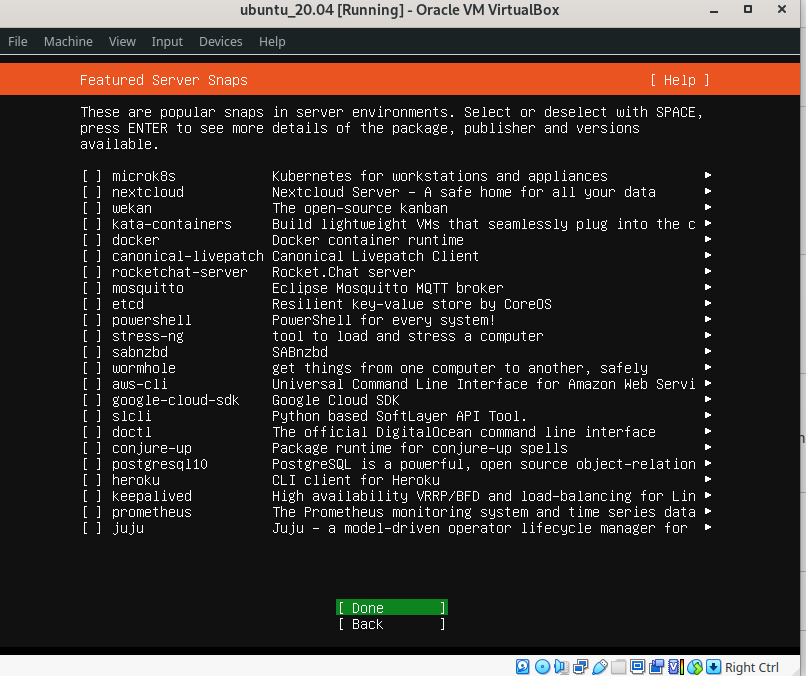 ubuntu_20.04 [Running] - Oracle VM VirtualBox
File Machine View Input Devices Help
Featured Server Snaps [ Help ]
These are popular snaps in server environments. Select or deselect with SPACE,
press ENTER to see more details of the package, publisher and versions
available.
[ ] microk8s Kubernetes for workstations and appliances ▸
[ ] nextcloud Nextcloud Server - A safe home for all your data ▸
[ ] wekan The open-source kanban ▸
[ ] kata-containers Build lightweight VMs that seamlessly plug into the c ▸
[ ] docker Docker container runtime ▸
[ ] canonical-livepatch Canonical Livepatch Client ▸
[ ] rocketchat-server Rocket.Chat server ▸
[ ] mosquitto Eclipse Mosquitto MQTT broker ▸
[ ] etcd Resilient key-value store by CoreOS ▸
[ ] powershell PowerShell for every system! ▸
[ ] stress-ng tool to load and stress a computer ▸
[ ] sabnzbd SABnzbd ▸
[ ] wormhole get things from one computer to another, safely ▸
[ ] aws-cli Universal Command Line Interface for Amazon Web Servi ▸
[ ] google-cloud-sdk Google Cloud SDK ▸
[ ] slcli Python based SoftLayer API Tool. ▸
[ ] doctl The official DigitalOcean command line interface ▸
[ ] conjure-up Package runtime for conjure-up spells ▸
[ ] postgresql10 PostgreSQL is a powerful, open source object-relation ▸
[ ] heroku CLI client for Heroku ▸
[ ] keepalived High availability VRRP/BFD and load-balancing for Lin ▸
[ ] prometheus The Prometheus monitoring system and time series data ▸
[ ] juju Juju - a model-driven operator lifecycle manager for ▸
[ Done ]
[ Back ]
Right Ctrl